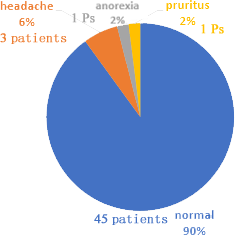 headache
6%
3 patients
1 Ps
anorexia
2%
pruritus
2%
1 Ps
45 patients
normal
90%